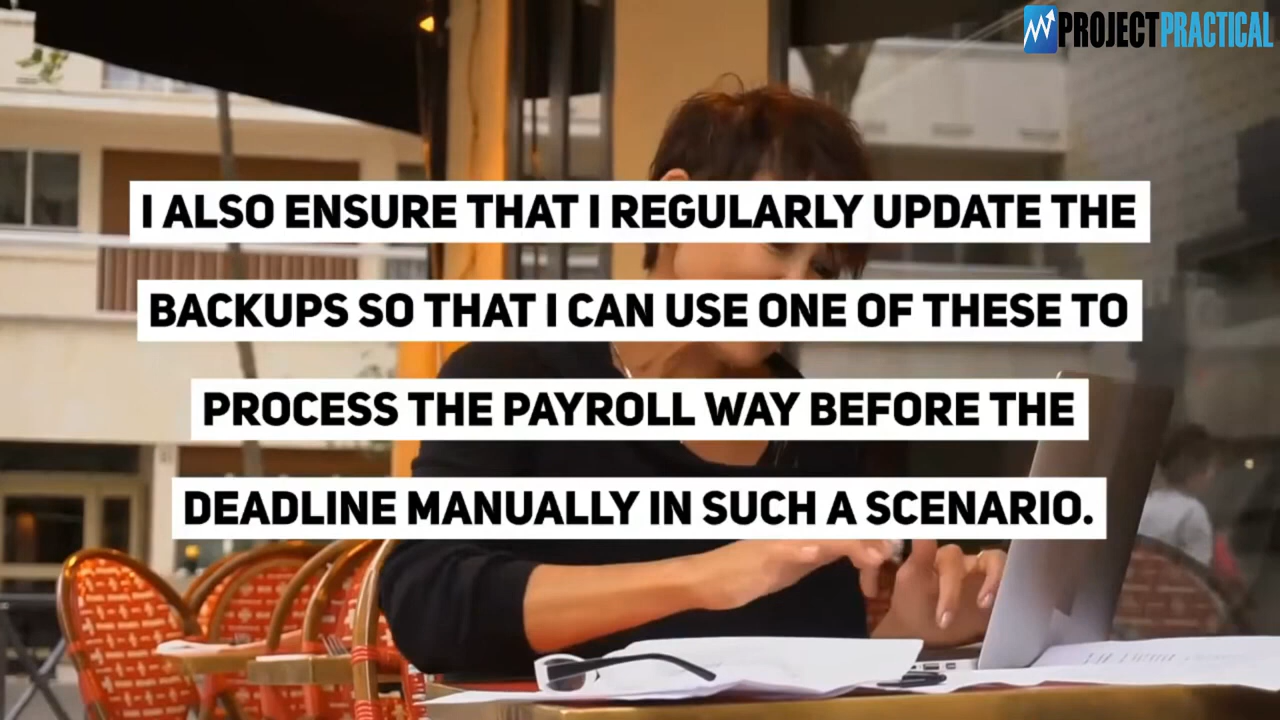 PROJECTPRACTICAL
I ALSO ENSURE THAT I REGULARLY UPDATE THE
BACKUPS SO THAT I CAN USE ONE OF THESE TO
PROCESS THE PAYROLL WAY BEFORE THE
DEADLINE MANUALLY IN SUCH A SCENARIO.